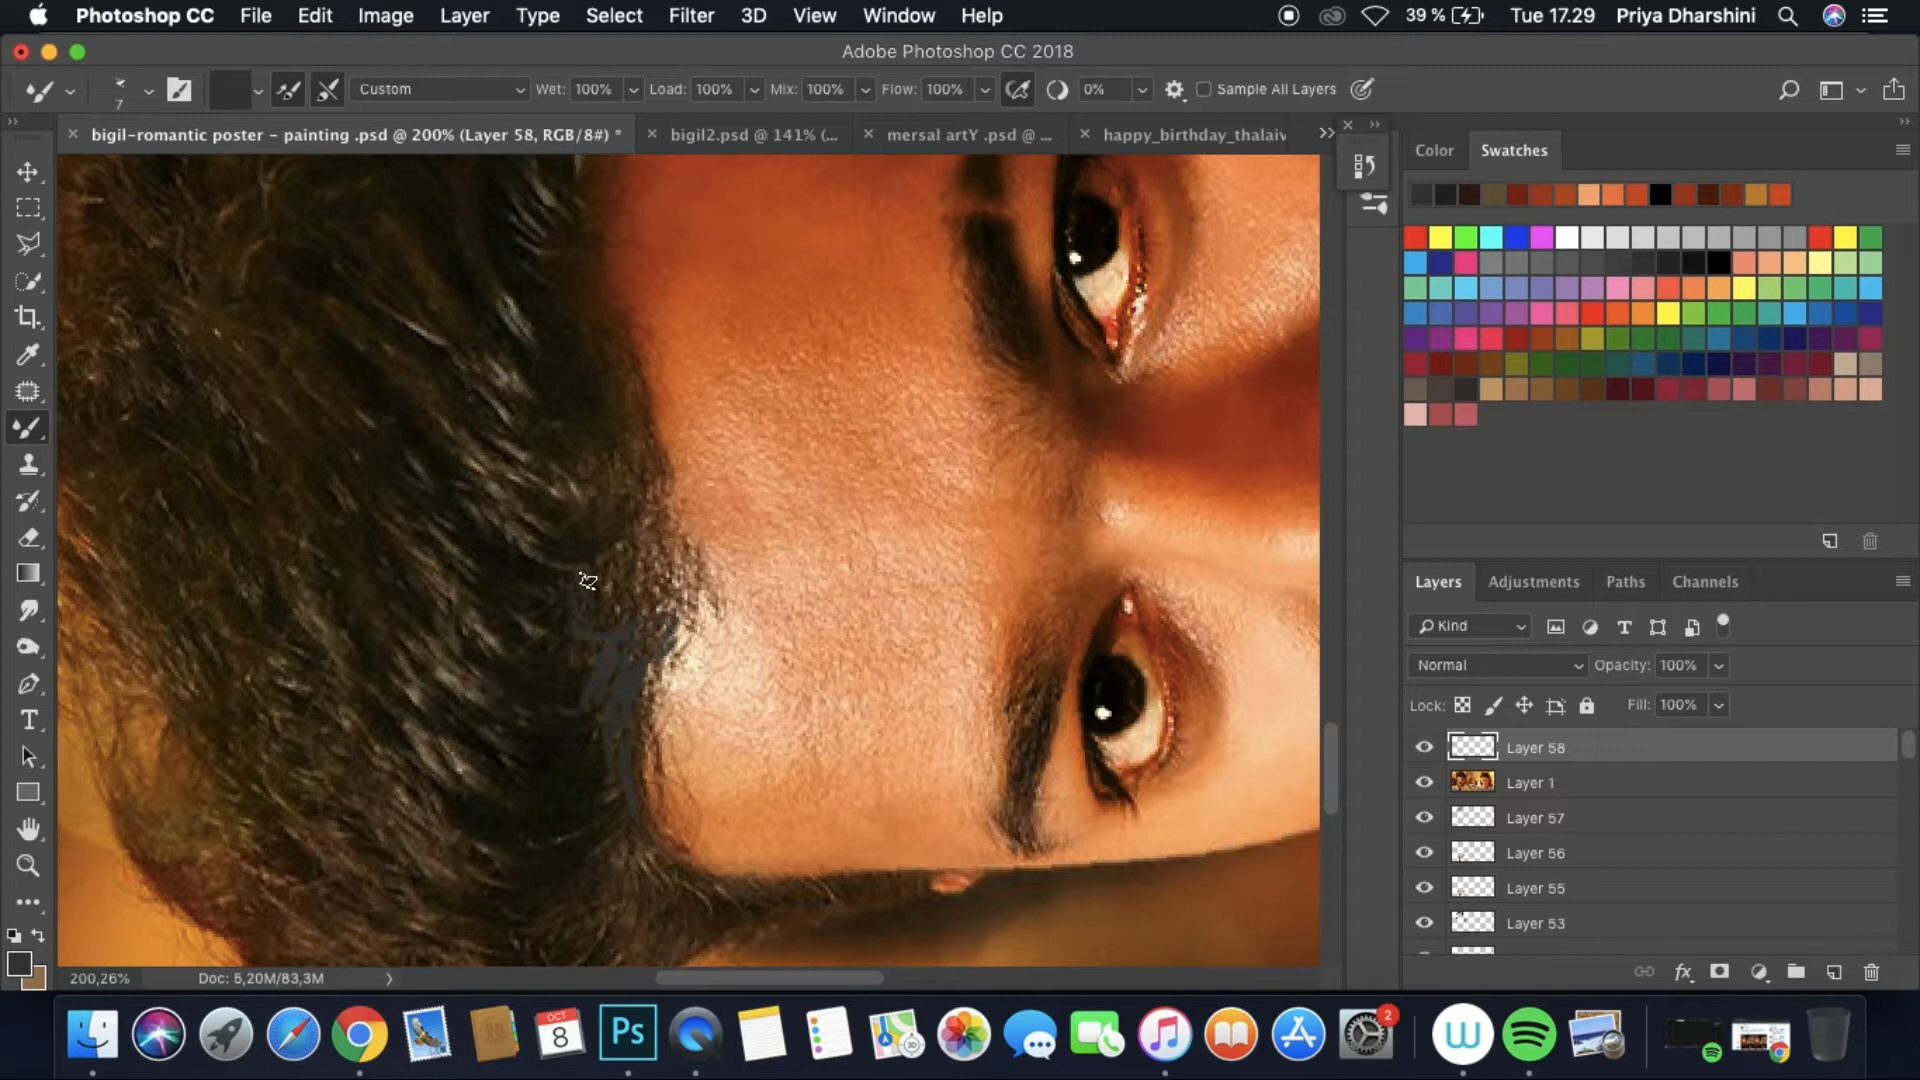 Photoshop CC File Edit Image Layer Type Select Filter 3D View Window Help 39 % Tue 17.29 Priya Dharshini
Adobe Photoshop CC 2018
7 Custom Wet: 100% Load: 100% Mix: 100% Flow: 100% 0% Sample All Layers
bigil-romantic poster - painting .psd @ 200% (Layer 58, RGB/8#) * bigil2.psd @ 141% (... mersal artY .psd @ ... happy_birthday_thalaiv
Color Swatches
Layers Adjustments Paths Channels
Kind
Normal Opacity: 100%
Lock: Fill: 100%
Layer 58
Layer 1
Layer 57
Layer 56
Layer 55
Layer 53
200,26% Doc: 5,20M/83,3M
OCT
8
Ps
3D
2